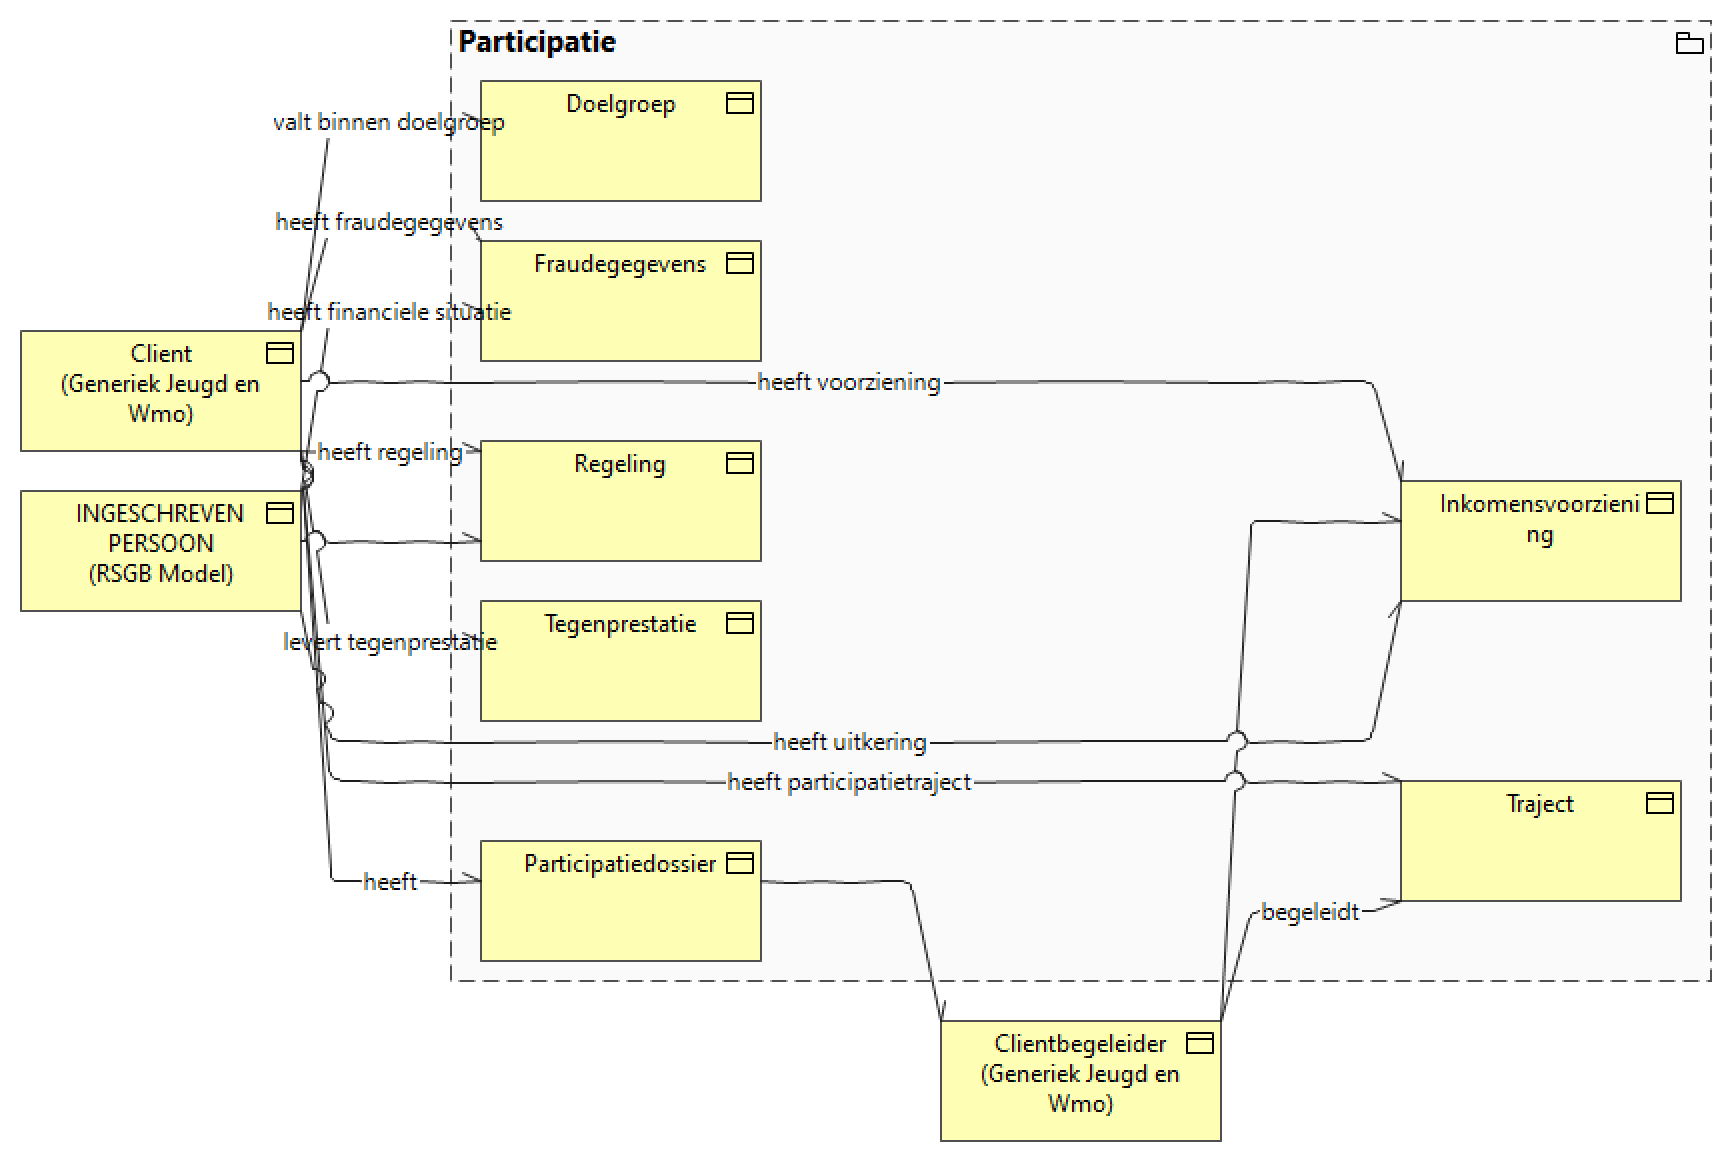 Participatie
Doelgroep
valt binnen doelgroep
heeft fraudegegevens
Fraudegegevens
heeft financiele situatie
Client
(Generiek Jeugd en
Wmo)
heeft voorziening
heeft regeling
Regeling
INGESCHREVEN
PERSOON
(RSGB Model)
Inkomensvoorzieni
ng
Tegenprestatie
levert tegenprestatie
heeft uitkering
heeft participatietraject
Traject
Participatiedossier
heeft
begeleidt
Clientbegeleider
(Generiek Jeugd en
Wmo)